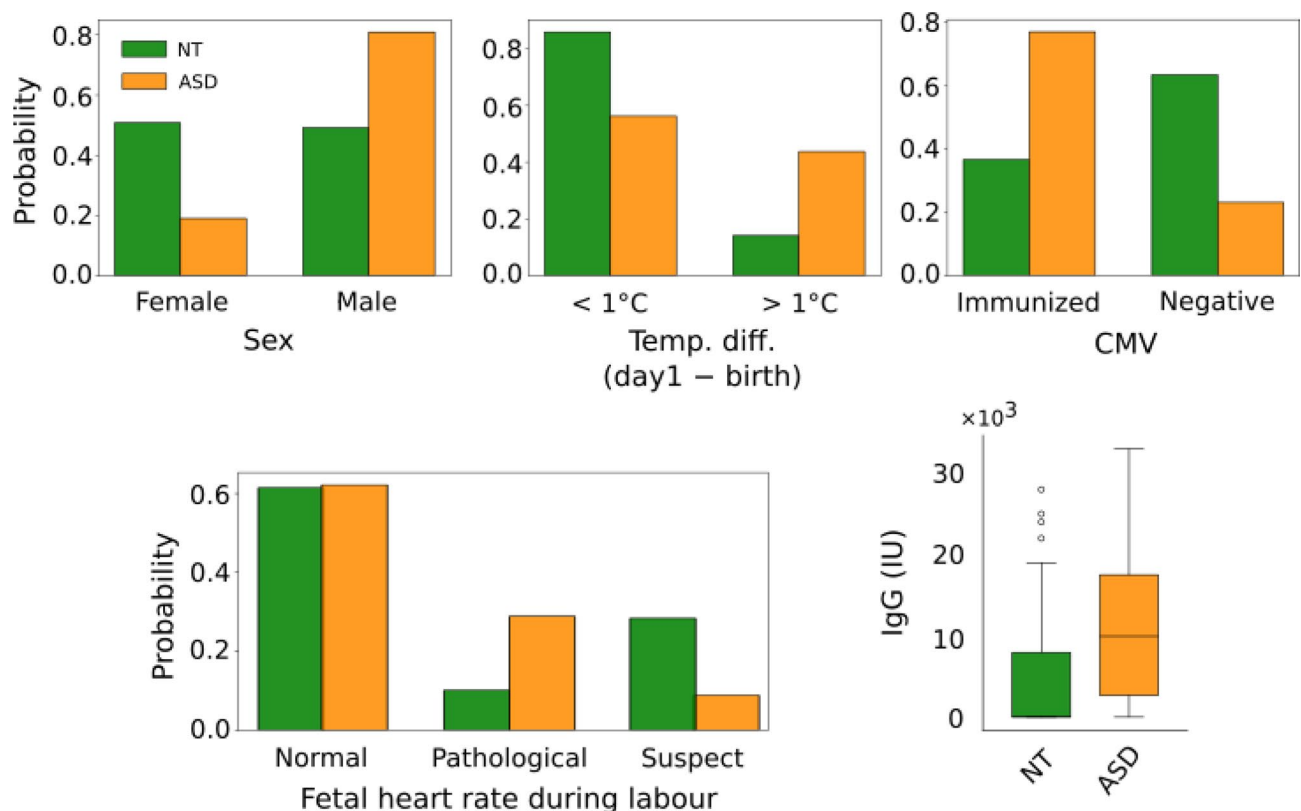 Probability
0.8
0.6
0.4
0.2
0.0
NT
ASD
Female Male
Sex
0.8
0.6
0.4
0.2
0.0
< 1°C > 1°C
Temp. diff.
(day1 − birth)
0.8
0.6
0.4
0.2
0.0
Immunized Negative
CMV
Probability
0.6
0.4
0.2
0.0
Normal Pathological Suspect
Fetal heart rate during labour
×10³
IgG (IU)
30
20
10
0
NT ASD